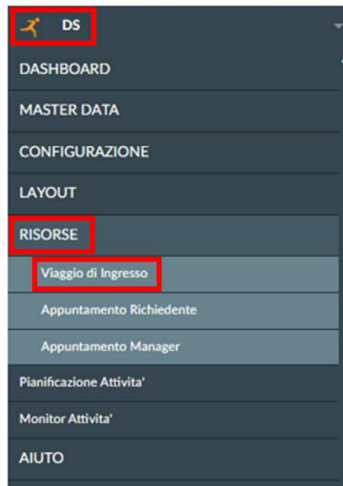 DS
DASHBOARD
MASTER DATA
CONFIGURAZIONE
LAYOUT
RISORSE
Viaggio di Ingresso
Appuntamento Richiedente
Appuntamento Manager
Pianificazione Attivita'
Monitor Attivita'
AIUTO